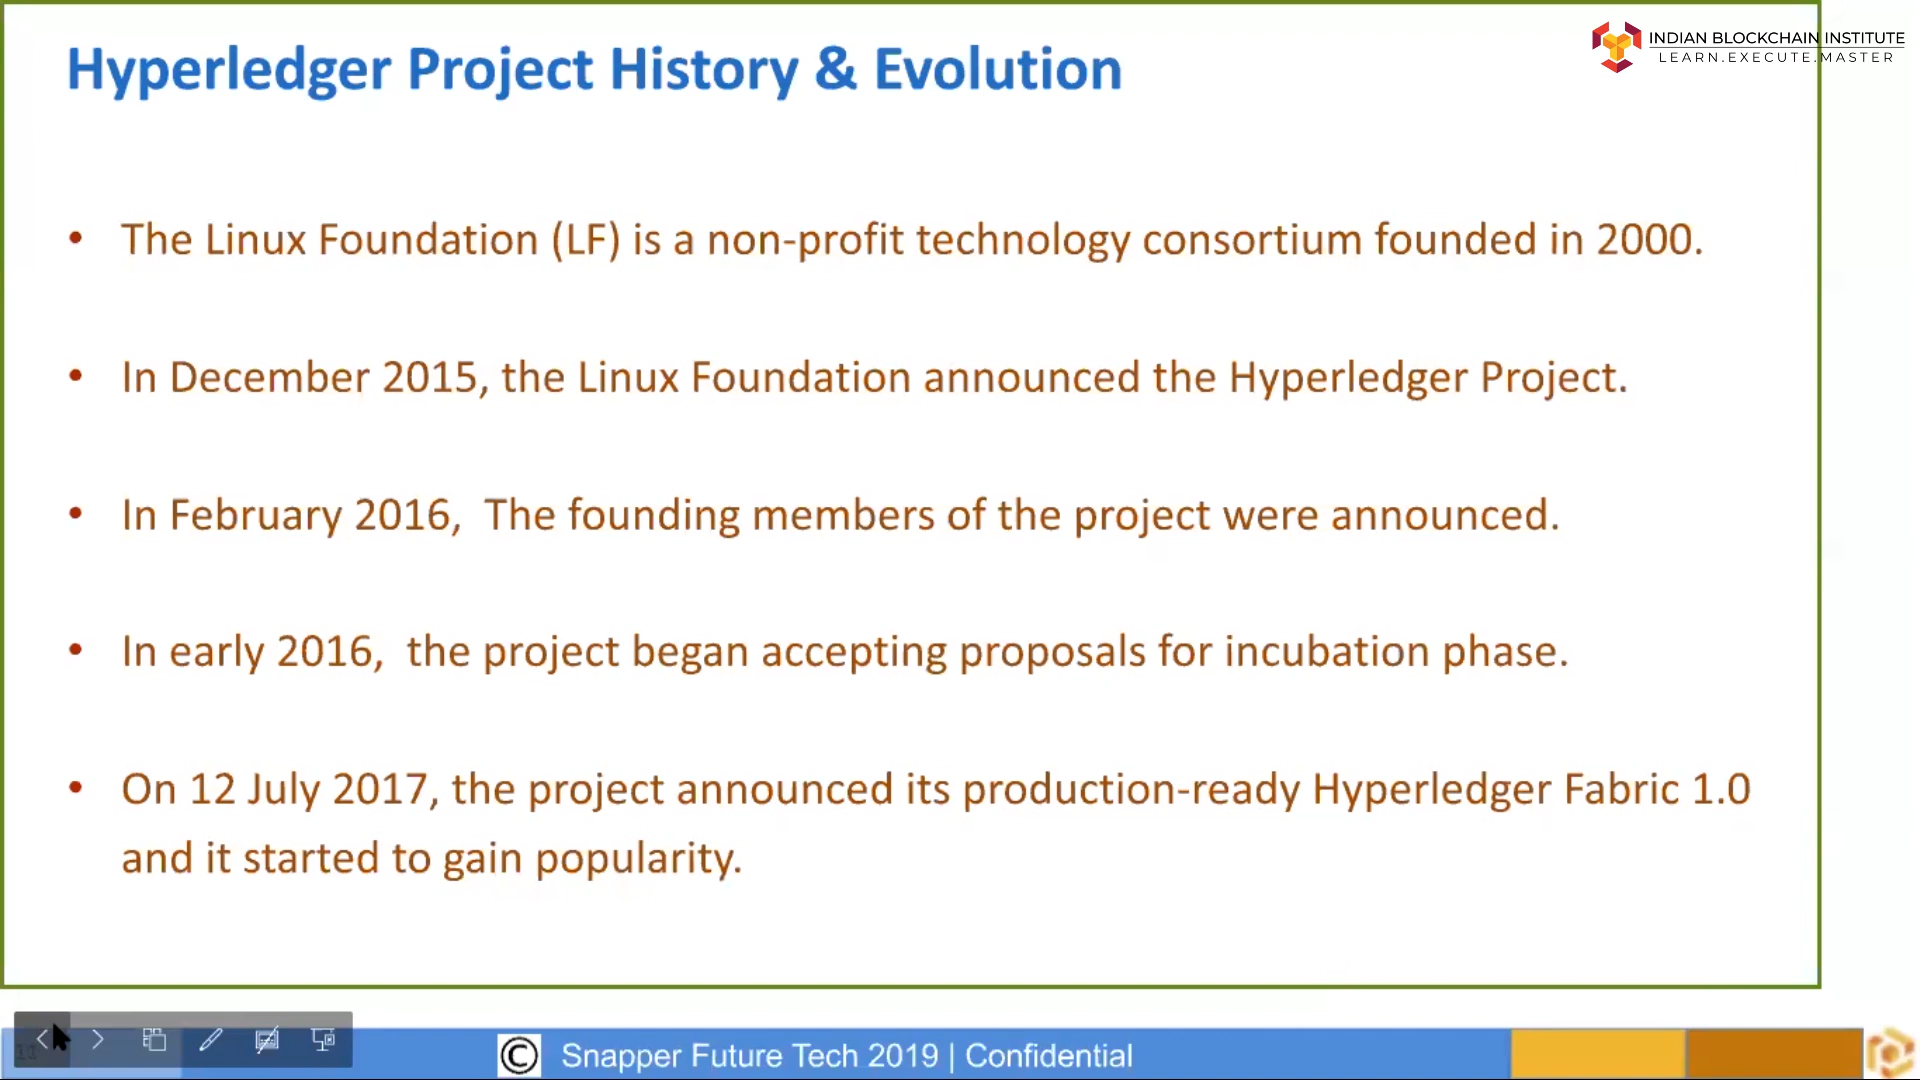 Hyperledger Project History & Evolution
INDIAN BLOCKCHAIN INSTITUTE
LEARN.EXECUTE.MASTER
• The Linux Foundation (LF) is a non-profit technology consortium founded in 2000.
• In December 2015, the Linux Foundation announced the Hyperledger Project.
• In February 2016,  The founding members of the project were announced.
• In early 2016,  the project began accepting proposals for incubation phase.
• On 12 July 2017, the project announced its production-ready Hyperledger Fabric 1.0
and it started to gain popularity.
11
© Snapper Future Tech 2019 | Confidential